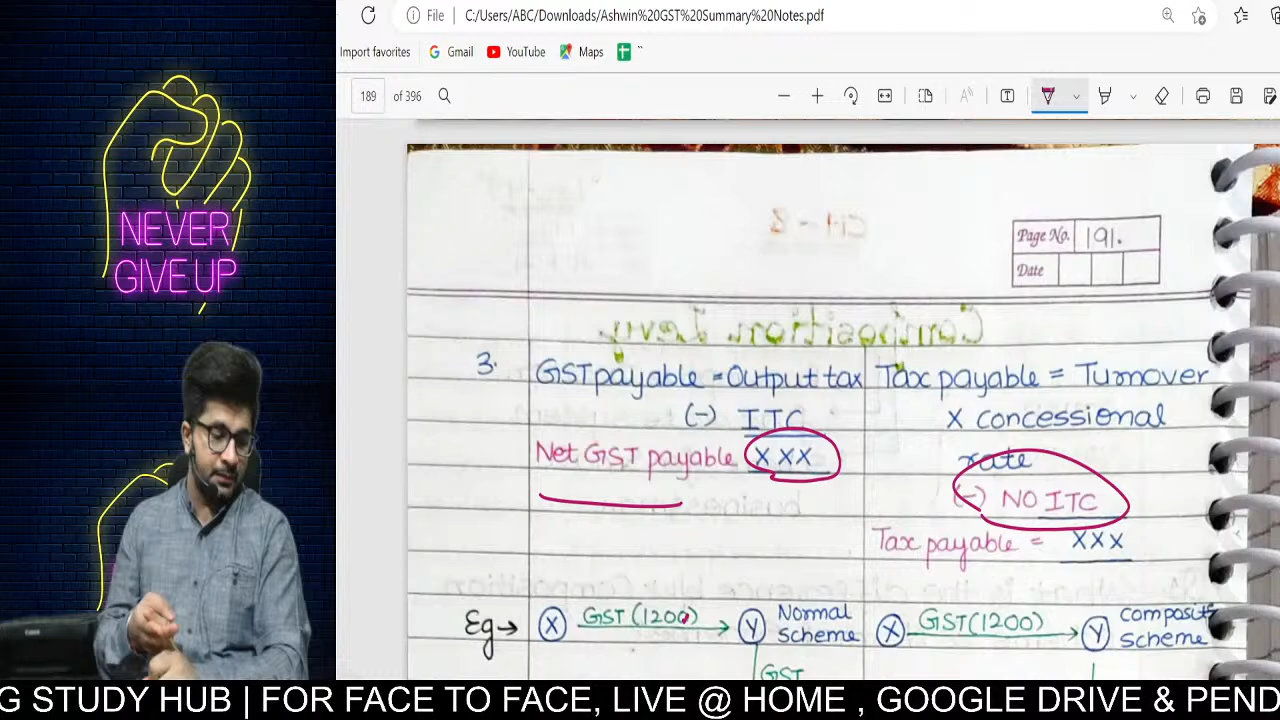 File C:/Users/ABC/Downloads/Ashwin%20GST%20Summary%20Notes.pdf
Import favorites Gmail YouTube Maps
189 of 396
NEVER
GIVE UP
Page No. 191.
Date
3. GST payable = Output tax
(-) ITC
Net GST payable XXX
Tax payable = Turnover
X concessional
rate
(-) NO ITC
Tax payable = XXX
Eg → X GST (1200) Y Normal
scheme
X GST (1200) Y
scheme
GST
G STUDY HUB | FOR FACE TO FACE, LIVE @ HOME , GOOGLE DRIVE & PEND